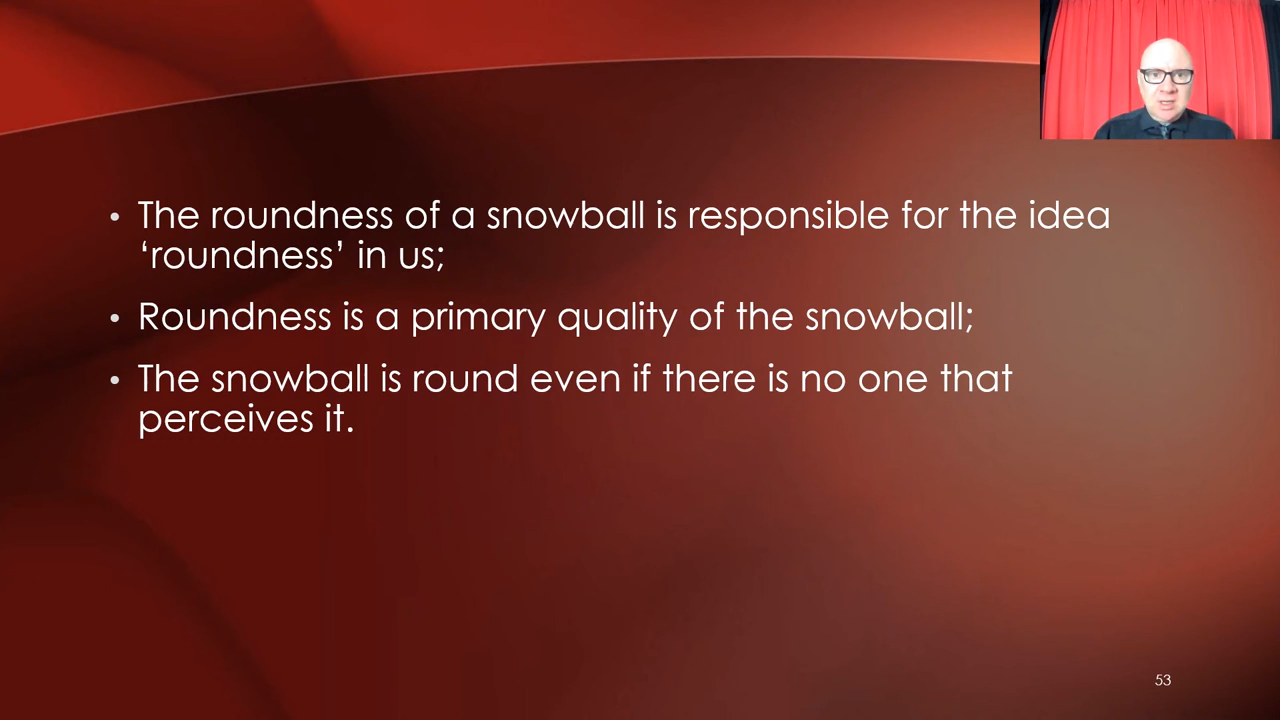 • The roundness of a snowball is responsible for the idea
‘roundness’ in us;
• Roundness is a primary quality of the snowball;
• The snowball is round even if there is no one that
perceives it.
53